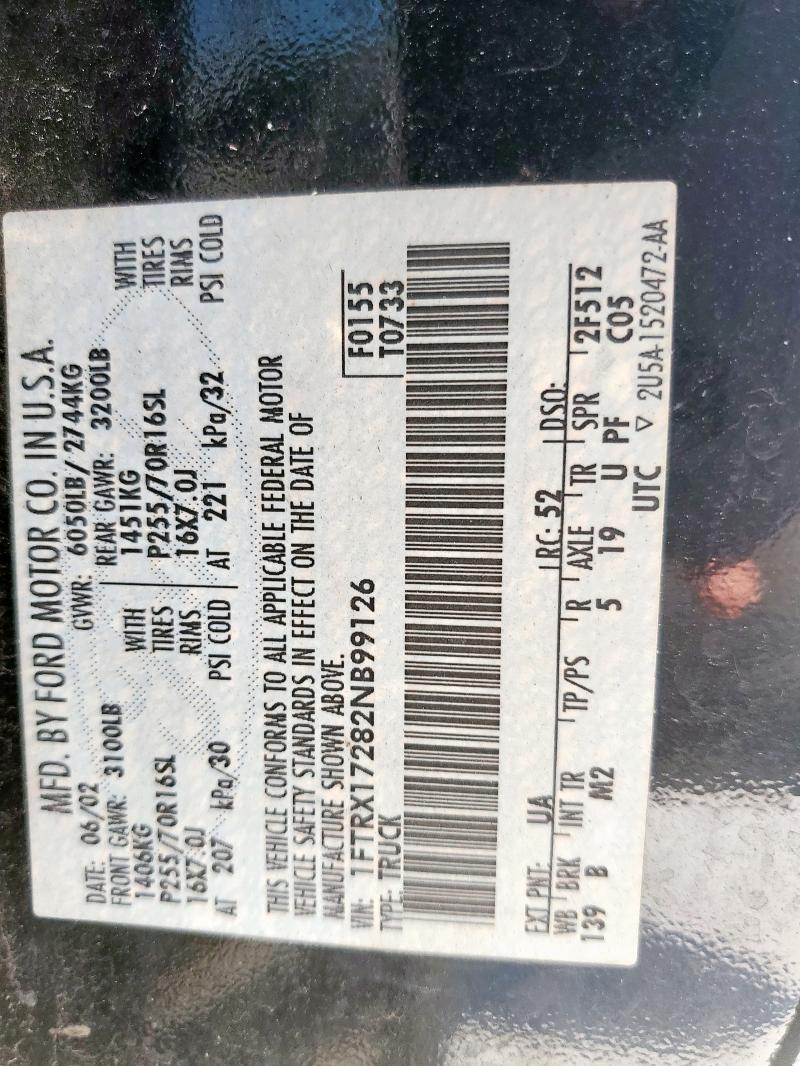 MFD. BY FORD MOTOR CO. IN U.S.A.
DATE: 06/02 GVWR: 6050LB/2744KG
FRONT GAWR: 3100LB REAR GAWR: 3200LB
1406KG WITH 1451KG WITH
P255/70R16SL TIRES P255/70R16SL TIRES
16X7.0J RIMS 16X7.0J RIMS
AT 207 kPa/30 PSI COLD AT 221 kPa/32 PSI COLD
THIS VEHICLE CONFORMS TO ALL APPLICABLE FEDERAL MOTOR
VEHICLE SAFETY STANDARDS IN EFFECT ON THE DATE OF
MANUFACTURE SHOWN ABOVE.
VIN: 1FTRX17282NB99126 F0155
TYPE: TRUCK T0733
EXT PNT: UA RC: 52 DSO:
WB BRK INT TR TP/PS R AXLE TR SPR 2F512
139 B M2 5 19 U PF C05
UTC ▽ 2U5A-1520472-AA